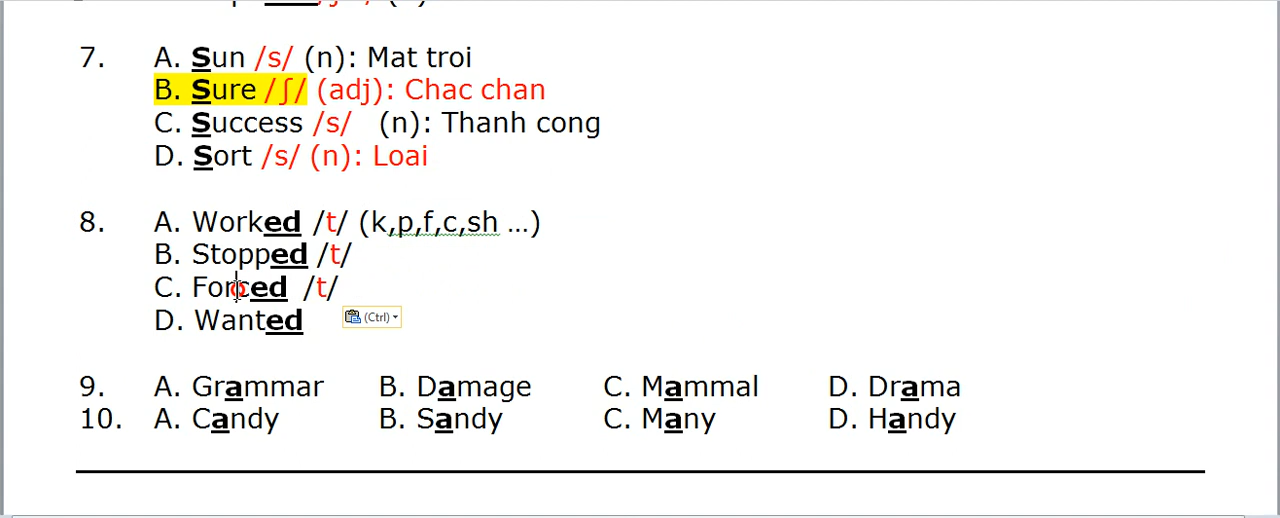 7. A. Sun /s/ (n): Mat troi
B. Sure /ʃ/ (adj): Chac chan
C. Success /s/ (n): Thanh cong
D. Sort /s/ (n): Loai
8. A. Worked /t/ (k,p,f,c,sh ...)
B. Stopped /t/
C. Forced /t/
D. Wanted (Ctrl)
9. A. Grammar B. Damage C. Mammal D. Drama
10. A. Candy B. Sandy C. Many D. Handy